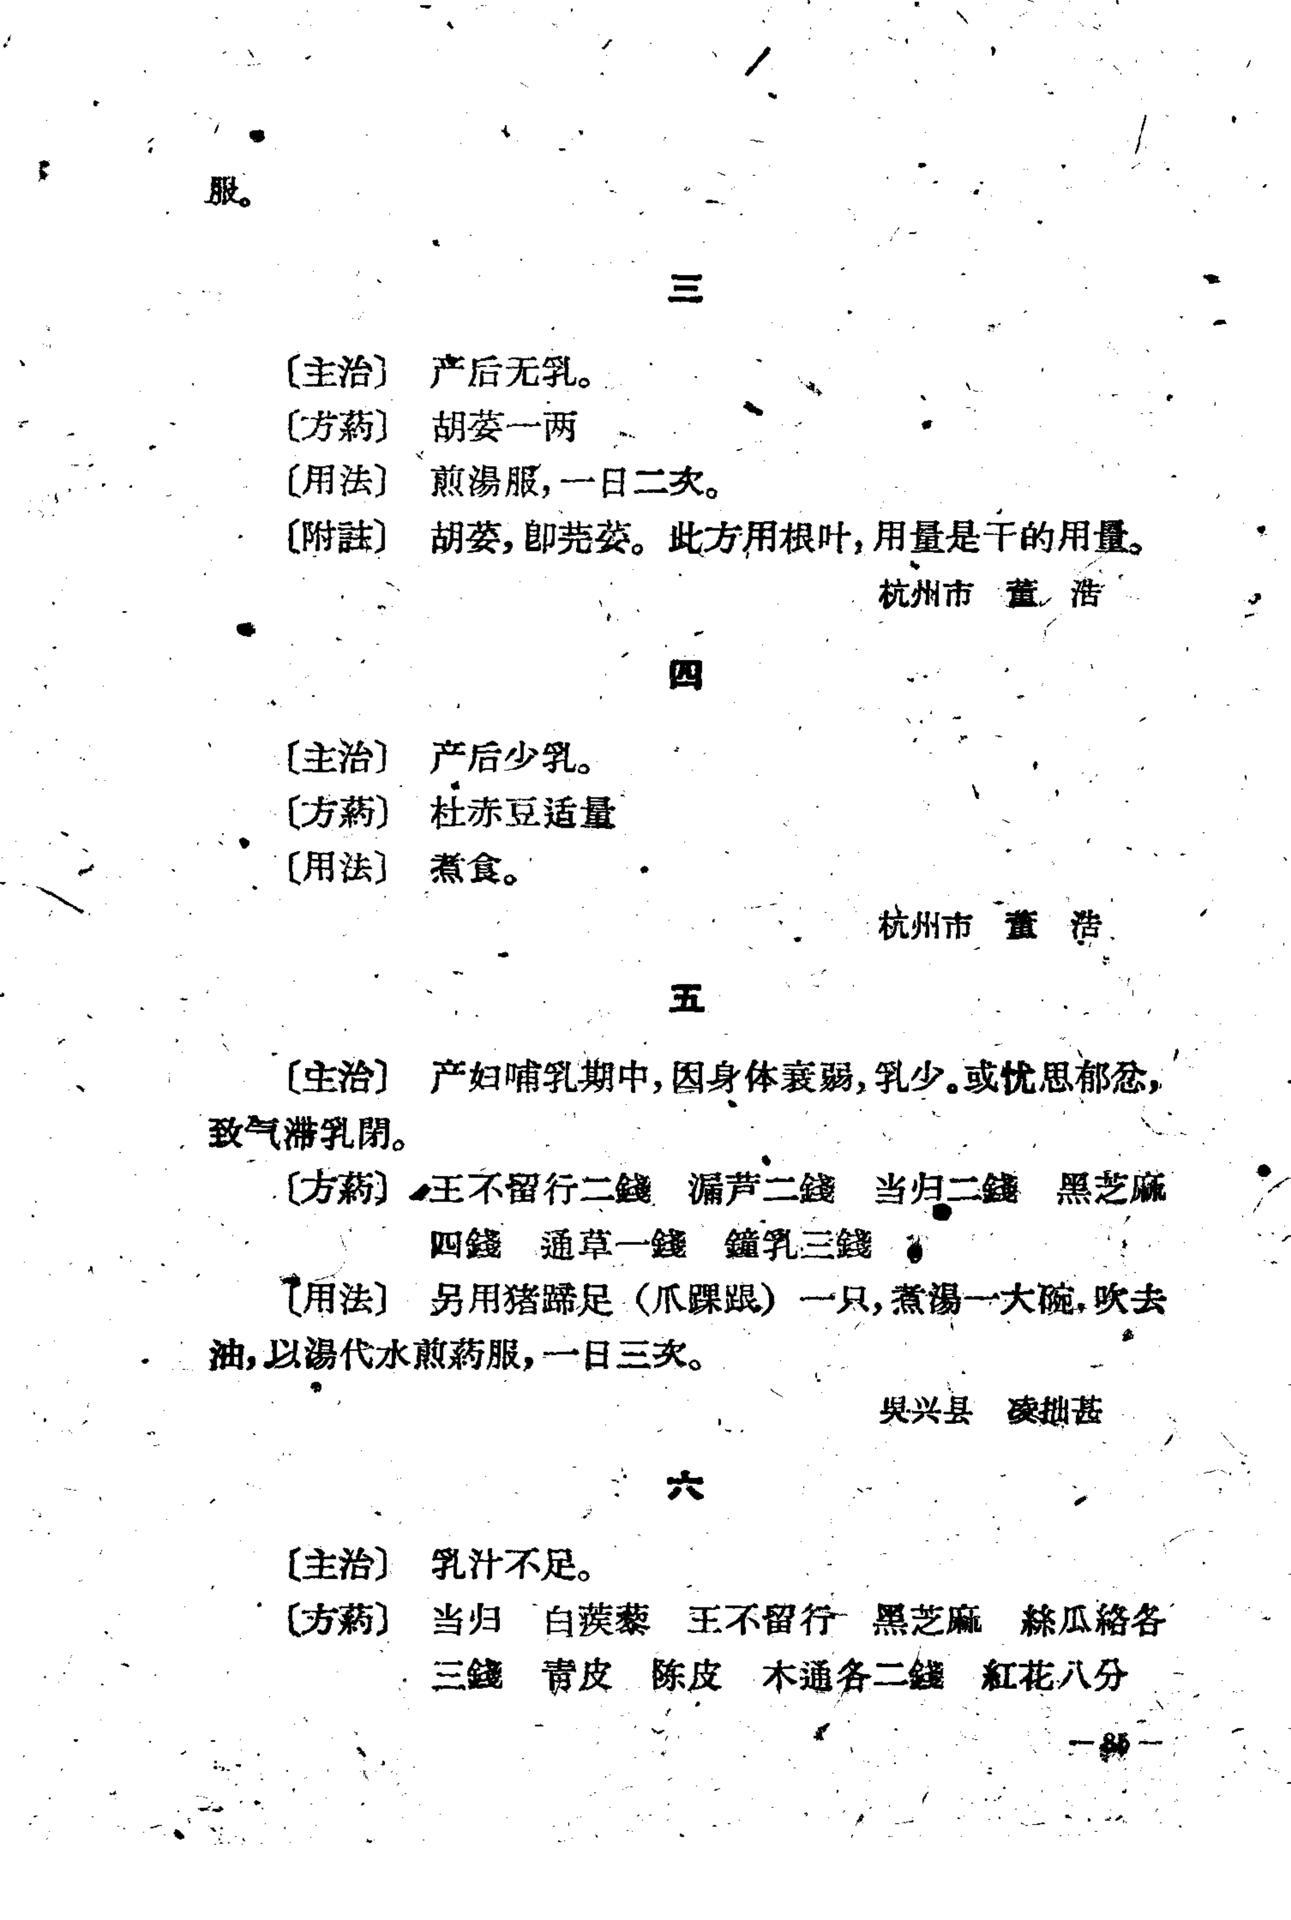 服。
三
〔主治〕 产后无乳。
〔方葯〕 胡荽一两
〔用法〕 煎湯服，一日二次。
〔附註〕 胡荽，卽芫荽。此方用根叶，用量是干的用量。
杭州市 董 浩
四
〔主治〕 产后少乳。
〔方葯〕 杜赤豆适量
〔用法〕 煮食。
杭州市 董 浩
五
〔主治〕 产妇哺乳期中，因身体衰弱，乳少。或忧思郁忿，
致气滞乳閉。
〔方葯〕 王不留行二錢 漏芦二錢 当归二錢 黑芝麻
四錢 通草一錢 鐘乳三錢
〔用法〕 另用猪蹄足（爪踝跟）一只，煮湯一大碗，吹去
油，以湯代水煎葯服，一日三次。
吳兴县 凌拙甚
六
〔主治〕 乳汁不足。
〔方葯〕 当归 白蒺藜 王不留行 黑芝麻 絲瓜絡各
三錢 青皮 陈皮 木通各二錢 紅花八分
—85—